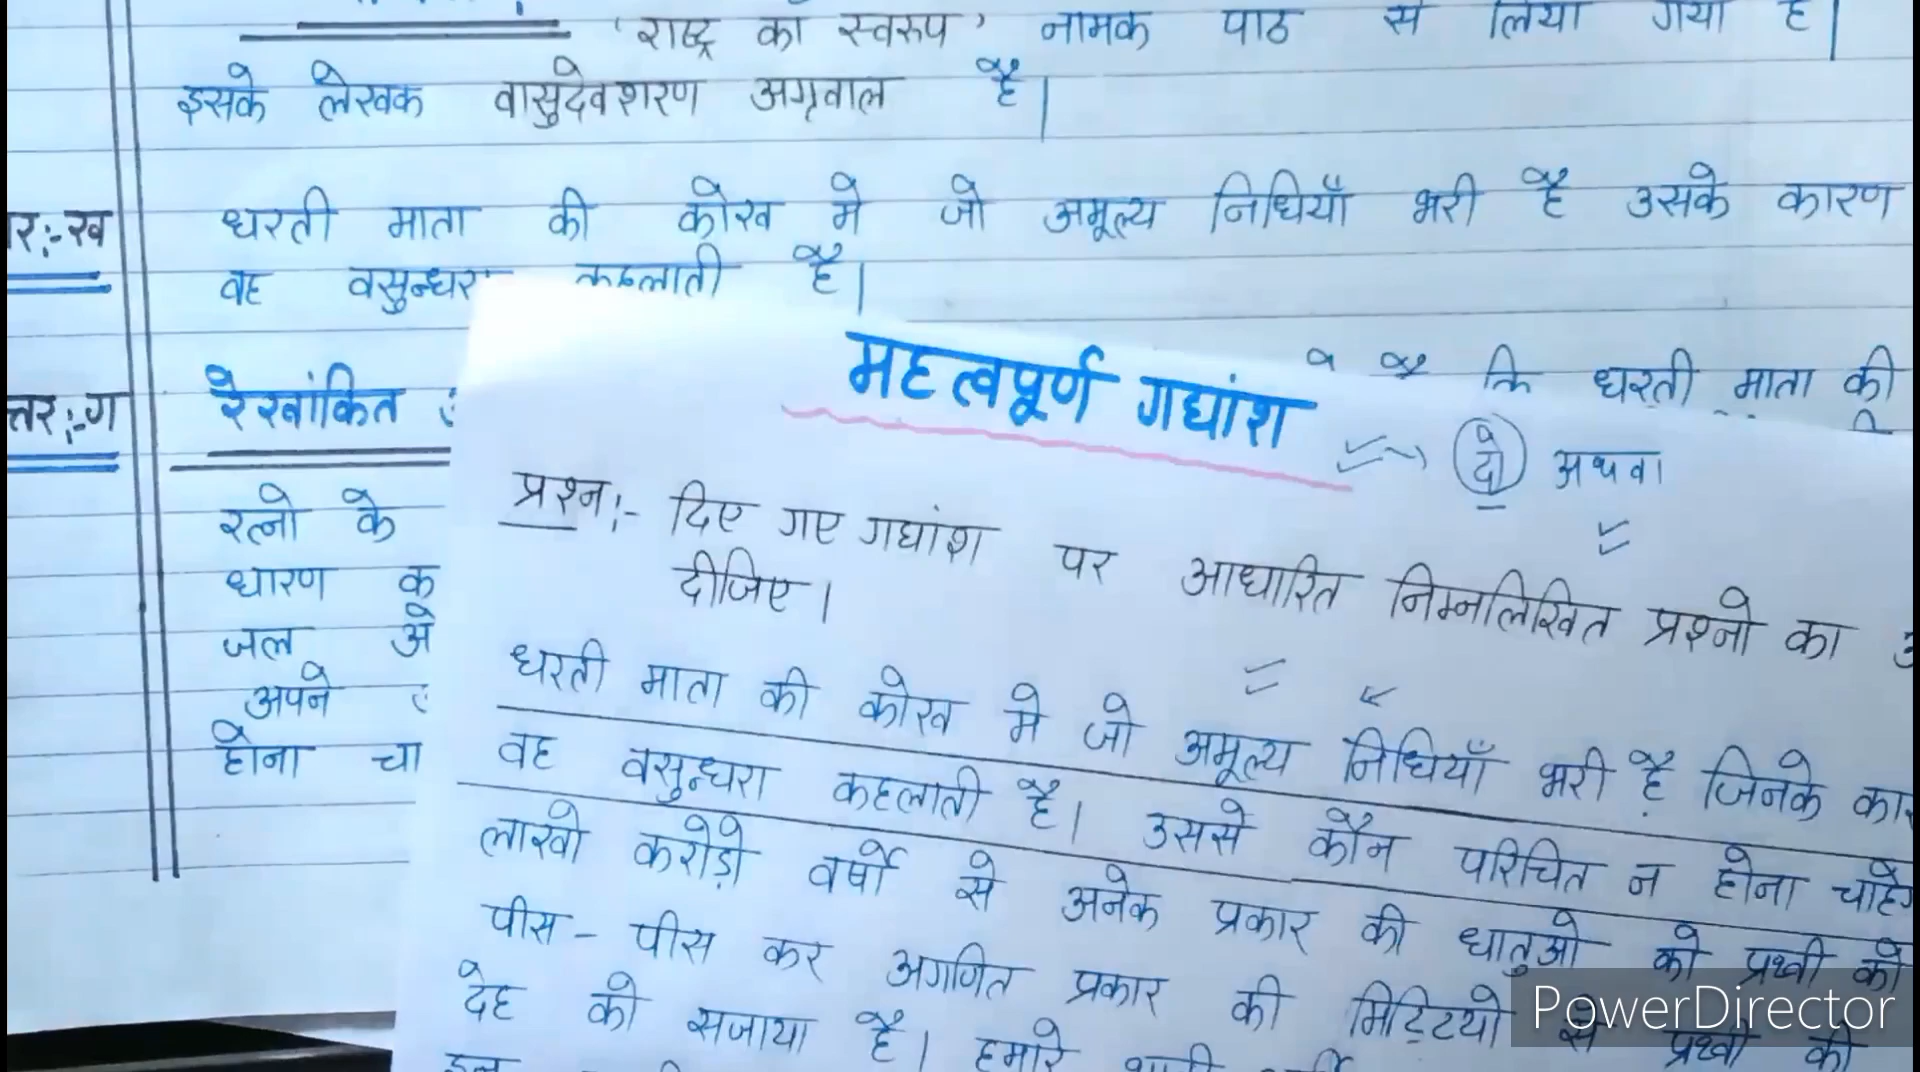 'राष्ट्र का स्वरुप' नामक पाठ से लिया गया है।
इसके लेखक वासुदेवशरण अग्रवाल है।
धरती माता की कोख मे जो अमूल्य निधियाँ भरी है उसके कारण
वह कहलाती है।
रेखांकित
कि धरती माता की
रत्नो के
धारण
जल
अपने
होना
महत्वपूर्ण गद्यांश
दो अथवा
प्रश्न:- दिए गए गद्यांश पर आधारित निम्नलिखित प्रश्नो का
दीजिए।
धरती माता की कोख मे जो अमूल्य निधियाँ भरी है जिनके
वह वसुन्धरा कहलाती है। उससे कौन परिचित न होना
लाखो करोड़ो वर्षो से अनेक प्रकार की धातुओ को प्रथ्वी के
पीस-पीस कर अगणित प्रकार की मिट्टियो से प्रथ्वी की
देह को सजाया है। हमारे
PowerDirector